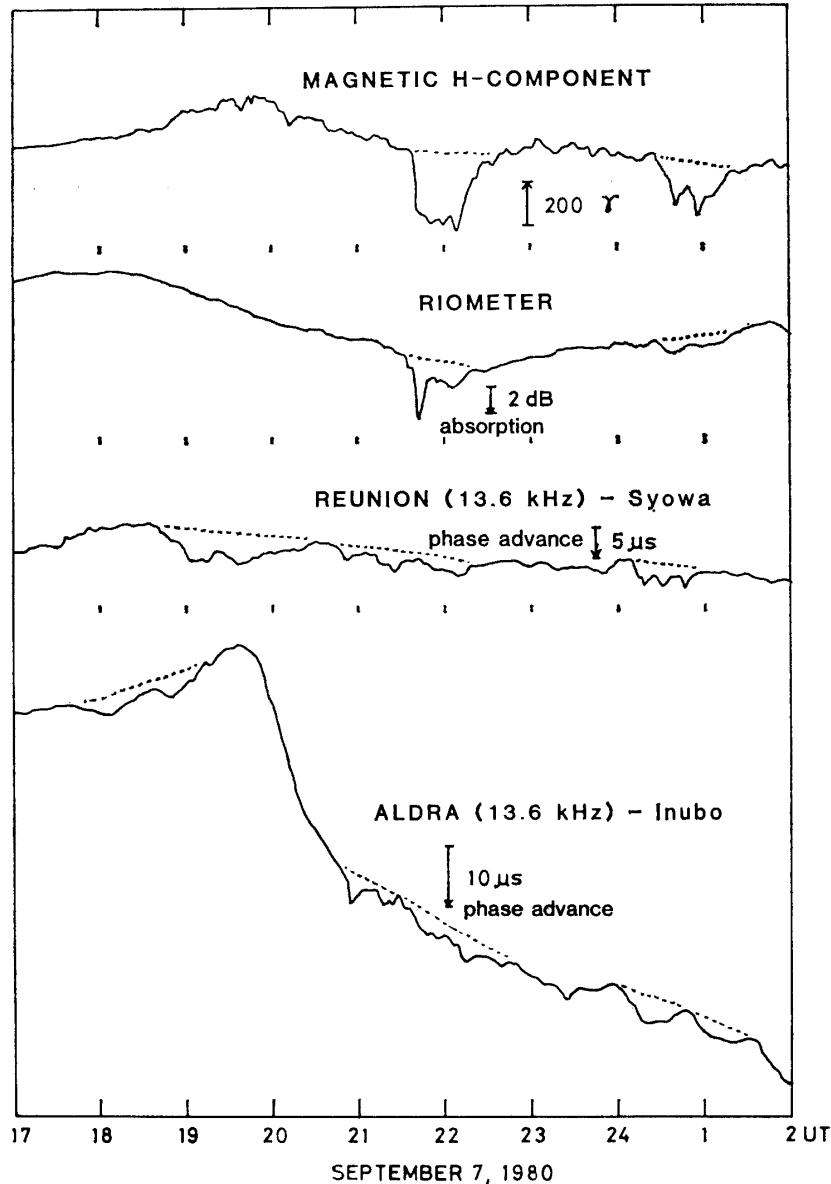 MAGNETIC H-COMPONENT
200 γ
RIOMETER
2 dB
absorption
REUNION (13.6 kHz) – Syowa
phase advance 5 μs
ALDRA (13.6 kHz) – Inubo
10 μs
phase advance
17 18 19 20 21 22 23 24 1 2 UT
SEPTEMBER 7, 1980